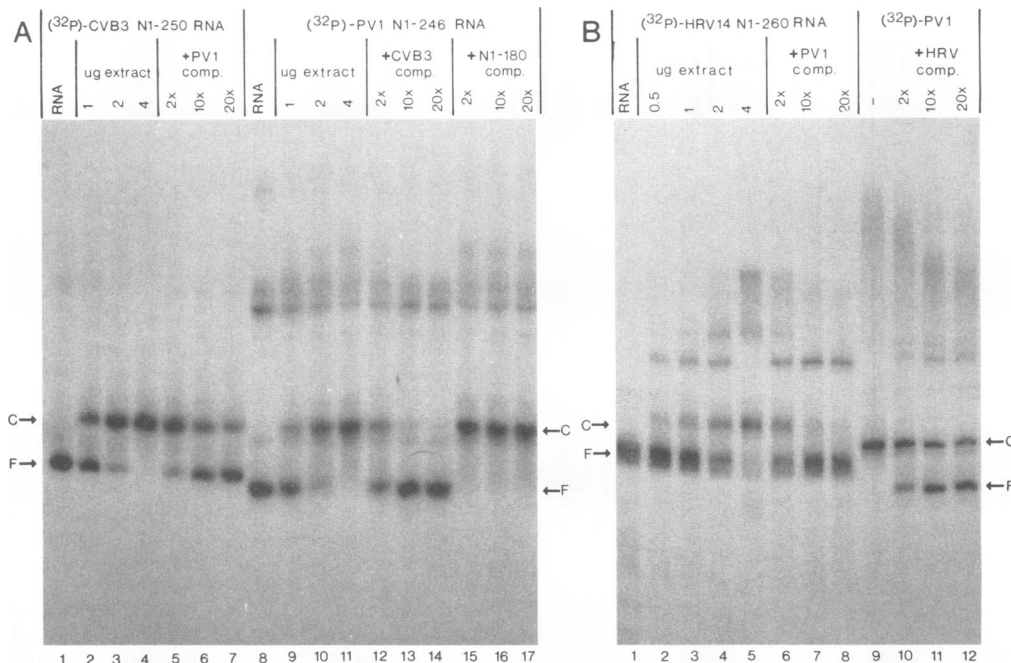 A
(³²P)-CVB3 N1-250 RNA
(³²P)-PV1 N1-246 RNA
RNA
ug extract
1
2
4
+PV1
comp.
2x
10x
20x
RNA
ug extract
1
2
4
+CVB3
comp.
2x
10x
20x
+N1-180
comp.
2x
10x
20x
C→
F→
←C
←F
1 2 3 4 5 6 7 8 9 10 11 12 13 14 15 16 17
B
(³²P)-HRV14 N1-260 RNA
(³²P)-PV1
RNA
ug extract
0.5
1
2
4
+PV1
comp.
2x
10x
20x
+HRV
comp.
–
2x
10x
20x
C→
F→
←C
←F
1 2 3 4 5 6 7 8 9 10 11 12